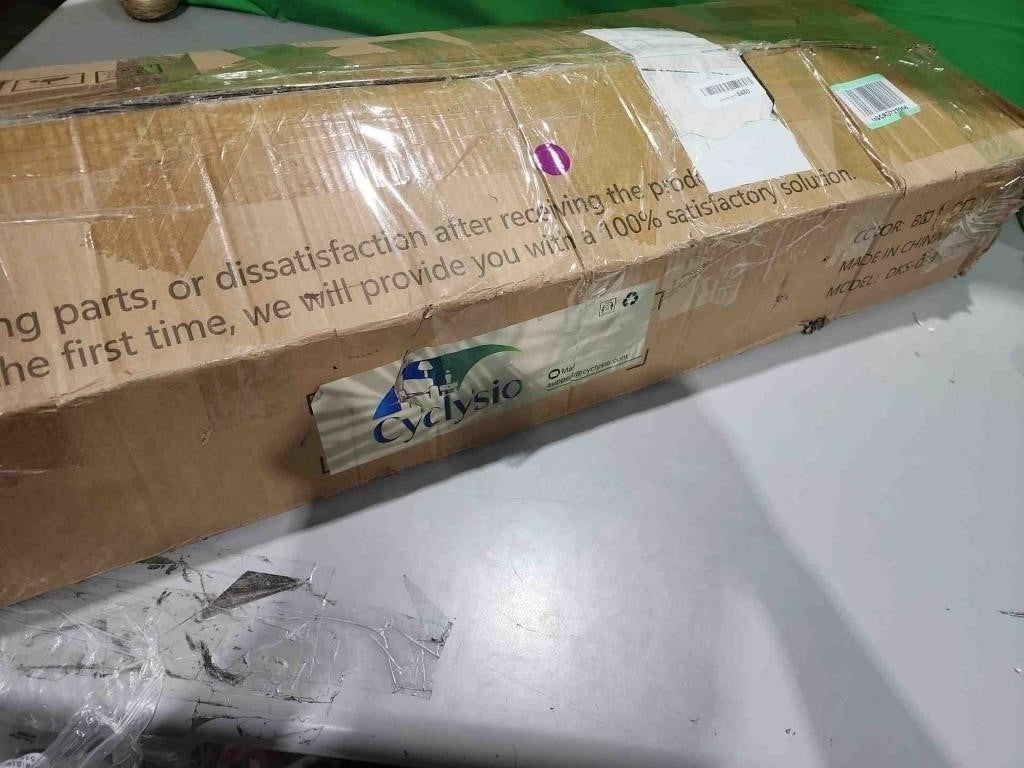 ng parts, or dissatisfaction after receiving the
he first time, we will provide you with a 100% satisfactory solution.
8480
COLOR:
MADE IN CHINA
MODEL:
Cyclysio
support@cyclysio.com